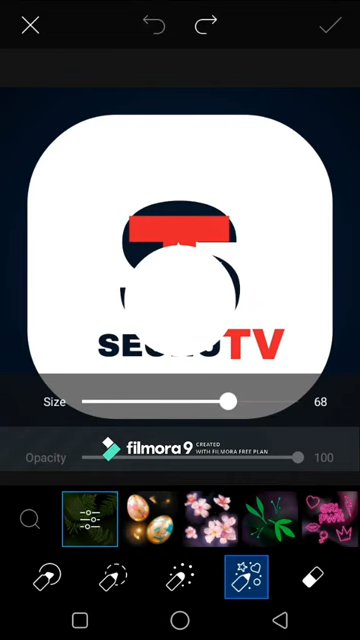 TV
Size 68
filmora9 CREATED
WITH FILMORA FREE PLAN
Opacity 100